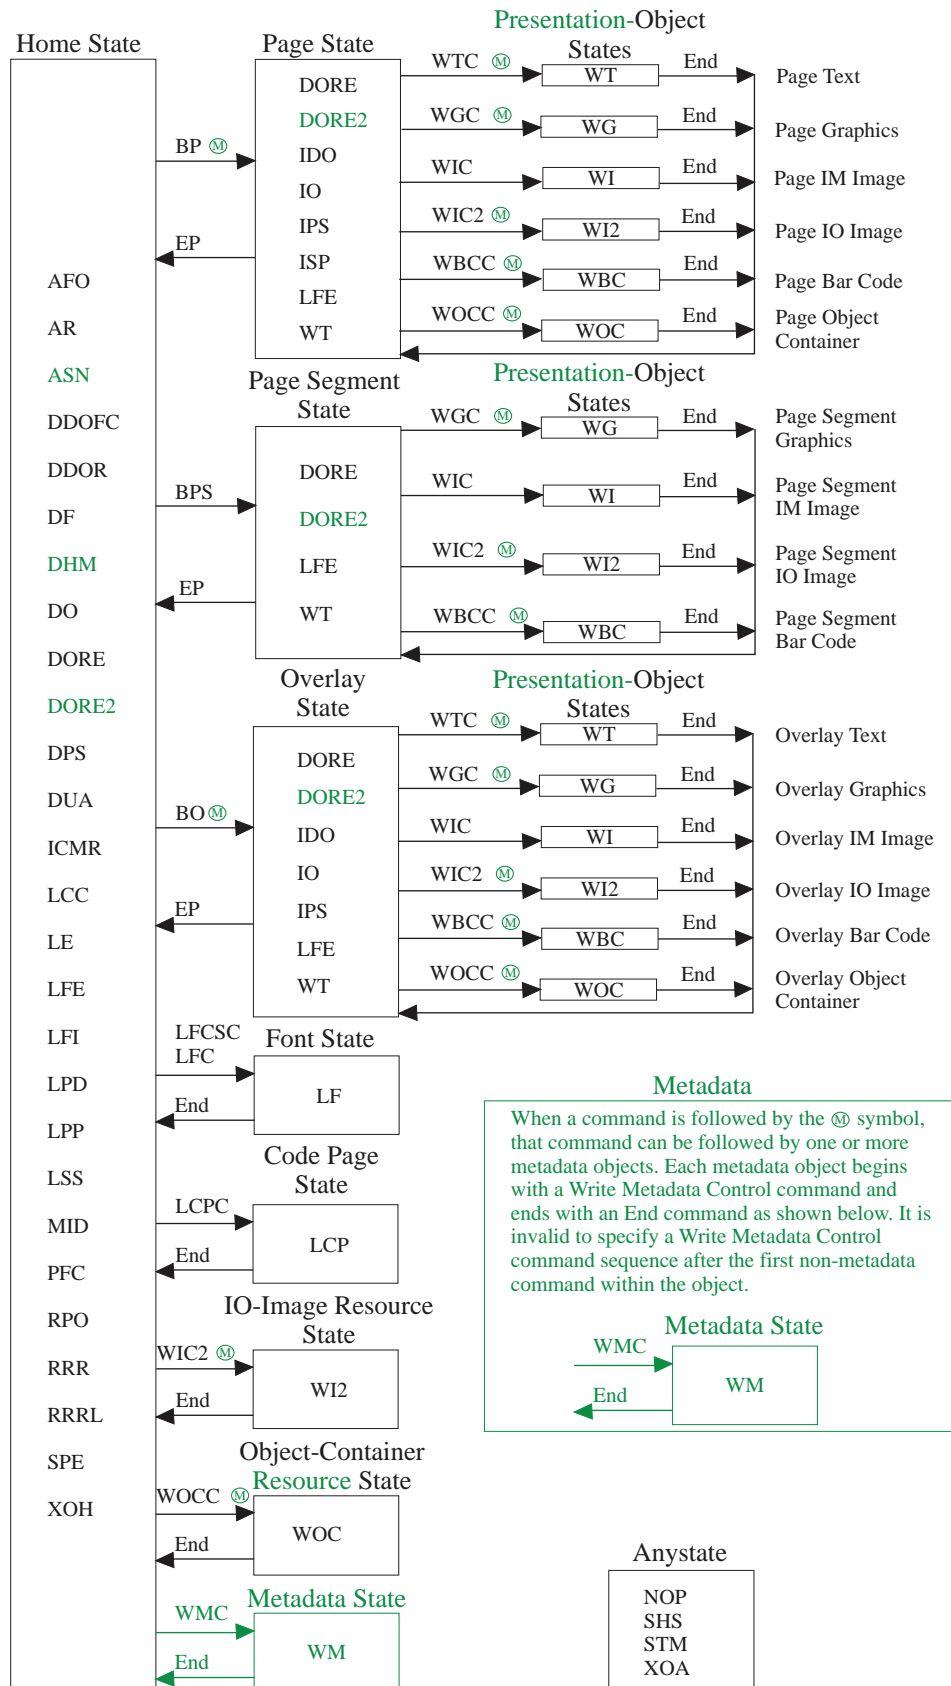 Home State
AFO
AR
ASN
DDOFC
DDOR
DF
DHM
DO
DORE
DORE2
DPS
DUA
ICMR
LCC
LE
LFE
LFI
LPD
LPP
LSS
MID
PFC
RPO
RRR
RRRL
SPE
XOH
BP Ⓜ
EP
Page State
DORE
DORE2
IDO
IO
IPS
ISP
LFE
WT
Presentation-Object
States
WTC Ⓜ WT End Page Text
WGC Ⓜ WG End Page Graphics
WIC WI End Page IM Image
WIC2 Ⓜ WI2 End Page IO Image
WBCC Ⓜ WBC End Page Bar Code
WOCC Ⓜ WOC End Page Object
Container
BPS
EP
Page Segment
State
DORE
DORE2
LFE
WT
Presentation-Object
States
WGC Ⓜ WG End Page Segment
Graphics
WIC WI End Page Segment
IM Image
WIC2 Ⓜ WI2 End Page Segment
IO Image
WBCC Ⓜ WBC End Page Segment
Bar Code
BO Ⓜ
EP
Overlay
State
DORE
DORE2
IDO
IO
IPS
LFE
WT
Presentation-Object
States
WTC Ⓜ WT End Overlay Text
WGC Ⓜ WG End Overlay Graphics
WIC WI End Overlay IM Image
WIC2 Ⓜ WI2 End Overlay IO Image
WBCC Ⓜ WBC End Overlay Bar Code
WOCC Ⓜ WOC End Overlay Object
Container
LFCSC
LFC
End
Font State
LF
LCPC
End
Code Page
State
LCP
WIC2 Ⓜ
End
IO-Image Resource
State
WI2
WOCC Ⓜ
End
Object-Container
Resource State
WOC
WMC
End
Metadata State
WM
Metadata
When a command is followed by the Ⓜ symbol,
that command can be followed by one or more
metadata objects. Each metadata object begins
with a Write Metadata Control command and
ends with an End command as shown below. It is
invalid to specify a Write Metadata Control
command sequence after the first non-metadata
command within the object.
Metadata State
WMC
End
WM
Anystate
NOP
SHS
STM
XOA